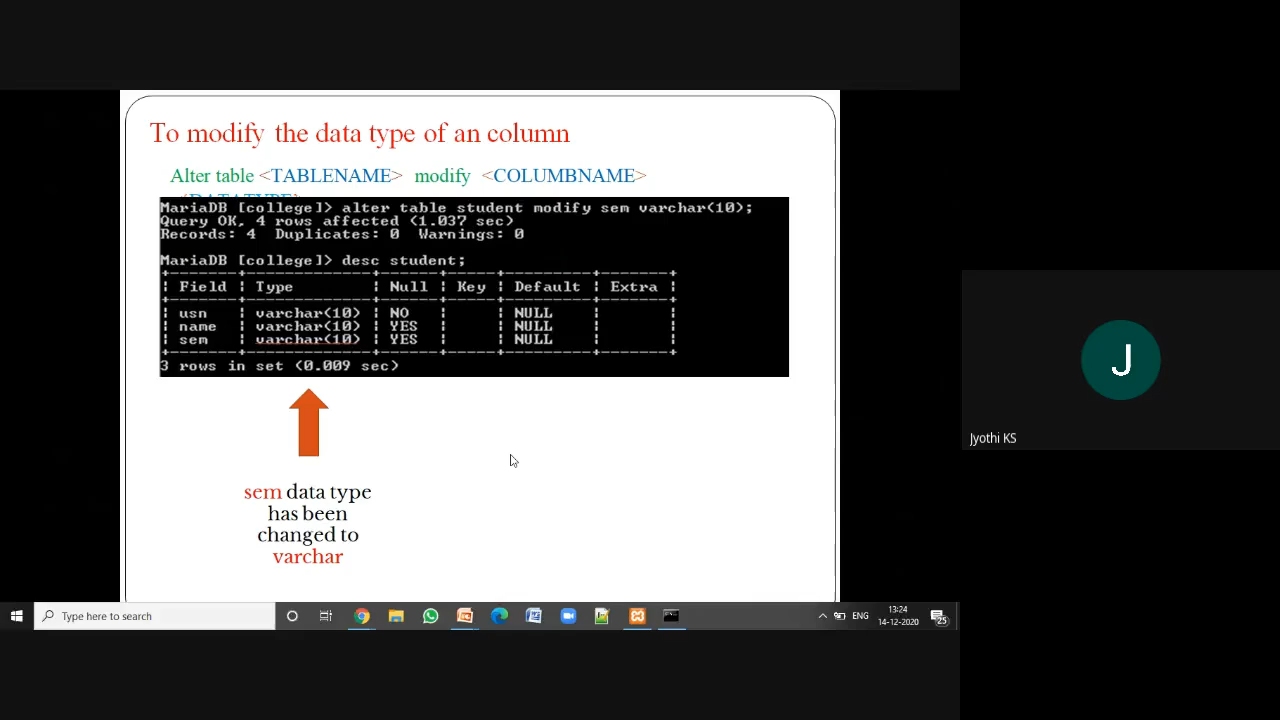 To modify the data type of an column
Alter table <TABLENAME> modify <COLUMBNAME>
<DATATYPE>
MariaDB [college]> alter table student modify sem varchar(10);
Query OK, 4 rows affected (1.037 sec)
Records: 4 Duplicates: 0 Warnings: 0
MariaDB [college]> desc student;
+-------+-------------+------+-----+---------+-------+
| Field | Type | Null | Key | Default | Extra |
+-------+-------------+------+-----+---------+-------+
| usn | varchar(10) | NO | | NULL | |
| name | varchar(10) | YES | | NULL | |
| sem | varchar(10) | YES | | NULL | |
+-------+-------------+------+-----+---------+-------+
3 rows in set (0.009 sec)
sem data type
has been
changed to
varchar
J
Jyothi KS
Type here to search
ENG
13:24
14-12-2020
25